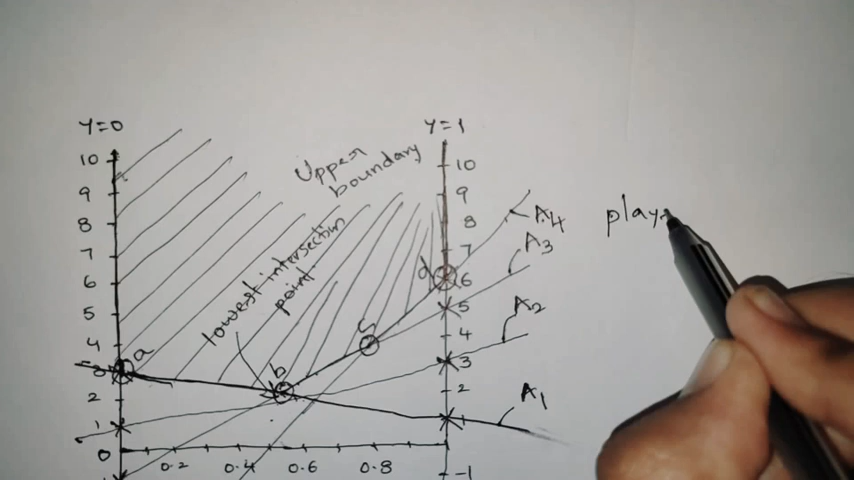 Y=0
Y=1
10
9
8
7
6
5
4
3
2
1
0
10
9
8
7
6
5
4
3
2
-1
0.2
0.4
0.6
0.8
Upper
boundary
lowest intersection
point
a
b
c
d
A4
A3
A2
A1
play